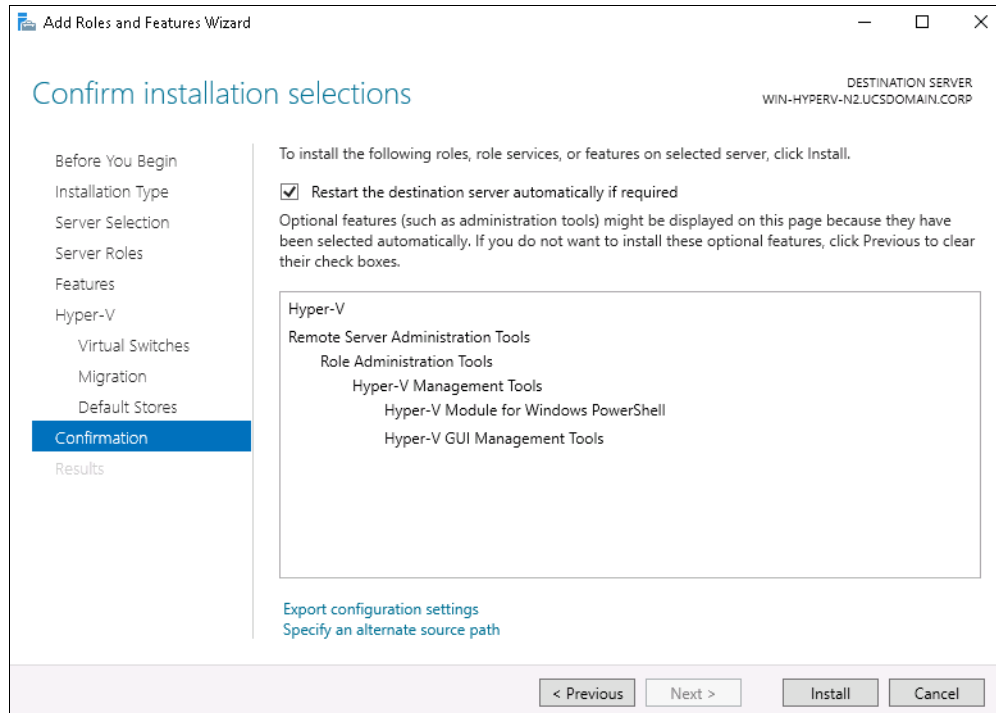 Add Roles and Features Wizard
Confirm installation selections
DESTINATION SERVER
WIN-HYPERV-N2.UCSDOMAIN.CORP
Before You Begin
Installation Type
Server Selection
Server Roles
Features
Hyper-V
Virtual Switches
Migration
Default Stores
Confirmation
Results
To install the following roles, role services, or features on selected server, click Install.
Restart the destination server automatically if required
Optional features (such as administration tools) might be displayed on this page because they have
been selected automatically. If you do not want to install these optional features, click Previous to clear
their check boxes.
Hyper-V
Remote Server Administration Tools
Role Administration Tools
Hyper-V Management Tools
Hyper-V Module for Windows PowerShell
Hyper-V GUI Management Tools
Export configuration settings
Specify an alternate source path
< Previous
Next >
Install
Cancel